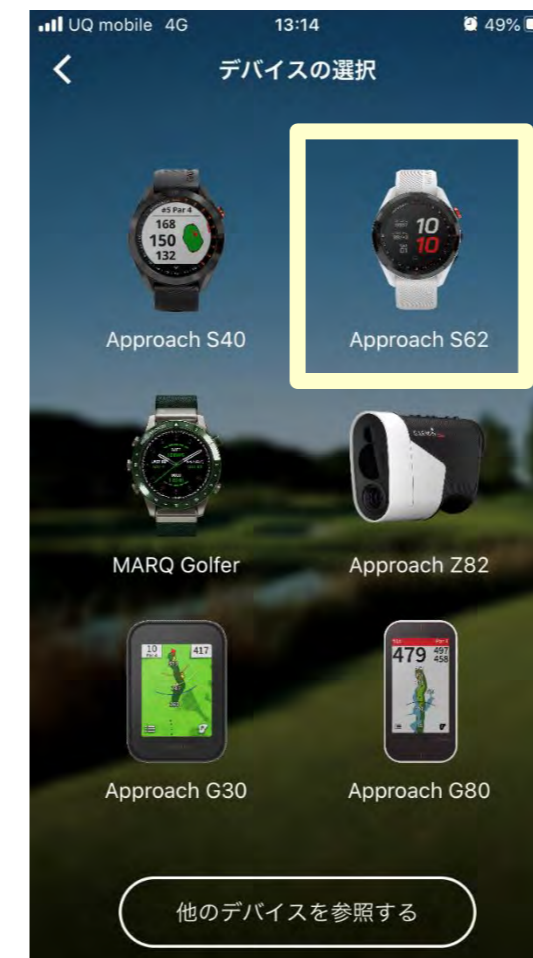 UQ mobile 4G 13:14 49%
デバイスの選択
#5 Par 4
168
150
132
10
10
Approach S40 Approach S62
GARMIN
MARQ Golfer Approach Z82
10 417
479 497
458
Approach G30 Approach G80
他のデバイスを参照する